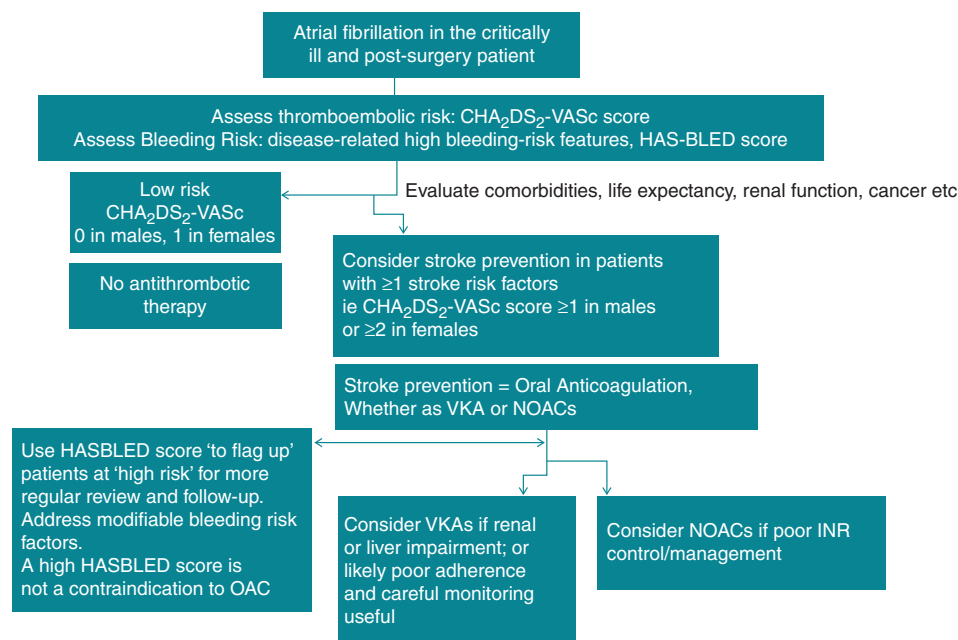 Atrial fibrillation in the critically
ill and post-surgery patient
Assess thromboembolic risk: CHA₂DS₂-VASc score
Assess Bleeding Risk: disease-related high bleeding-risk features, HAS-BLED score
Evaluate comorbidities, life expectancy, renal function, cancer etc
Low risk
CHA₂DS₂-VASc
0 in males, 1 in females
No antithrombotic
therapy
Consider stroke prevention in patients
with ≥1 stroke risk factors
ie CHA₂DS₂-VASc score ≥1 in males
or ≥2 in females
Stroke prevention = Oral Anticoagulation,
Whether as VKA or NOACs
Use HASBLED score ‘to flag up’
patients at ‘high risk’ for more
regular review and follow-up.
Address modifiable bleeding risk
factors.
A high HASBLED score is
not a contraindication to OAC
Consider VKAs if renal
or liver impairment; or
likely poor adherence
and careful monitoring
useful
Consider NOACs if poor INR
control/management